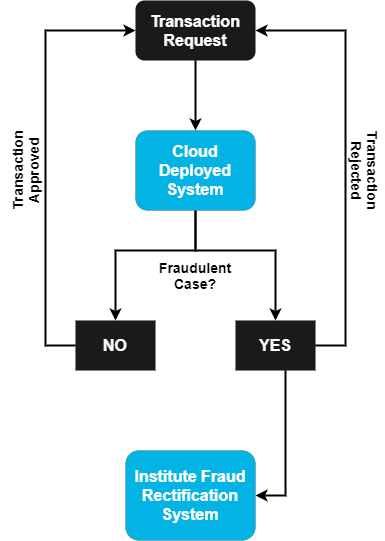 Transaction
Request
Transaction
Approved
Transaction
Rejected
Cloud
Deployed
System
Fraudulent
Case?
NO
YES
Institute Fraud
Rectification
System